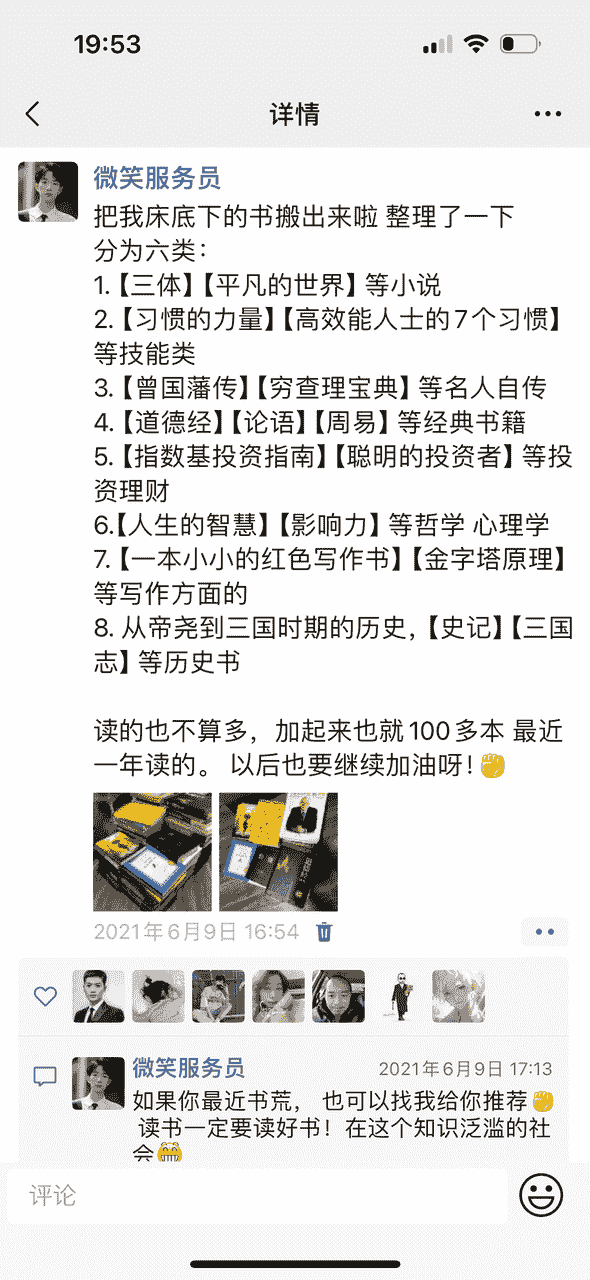 19:53
详情
微笑服务员
把我床底下的书搬出来啦 整理了一下
分为六类：
1.【三体】【平凡的世界】等小说
2.【习惯的力量】【高效能人士的7个习惯】
等技能类
3.【曾国藩传】【穷查理宝典】等名人自传
4.【道德经】【论语】【周易】等经典书籍
5.【指数基投资指南】【聪明的投资者】等投
资理财
6.【人生的智慧】【影响力】等哲学 心理学
7.【一本小小的红色写作书】【金字塔原理】
等写作方面的
8. 从帝尧到三国时期的历史，【史记】【三国
志】等历史书
读的也不算多，加起来也就100多本 最近
一年读的。 以后也要继续加油呀！✊
2021年6月9日 16:54
微笑服务员
2021年6月9日 17:13
如果你最近书荒， 也可以找我给你推荐✊
读书一定要读好书！在这个知识泛滥的社
会😁
评论